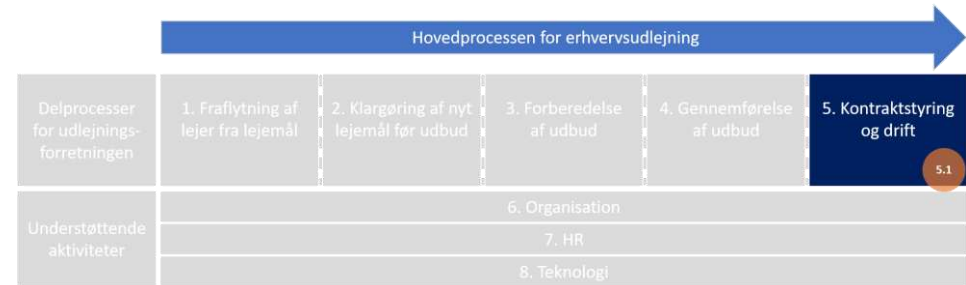 Hovedprocessen for erhvervsudlejning
Delprocesser
for udlejnings-
forretningen
1. Fraflytning af
lejer fra lejemål
2. Klargøring af nyt
lejemål før udbud
3. Forberedelse
af udbud
4. Gennemførelse
af udbud
5. Kontraktstyring
og drift
5.1
Understøttende
aktiviteter
6. Organisation
7. HR
8. Teknologi